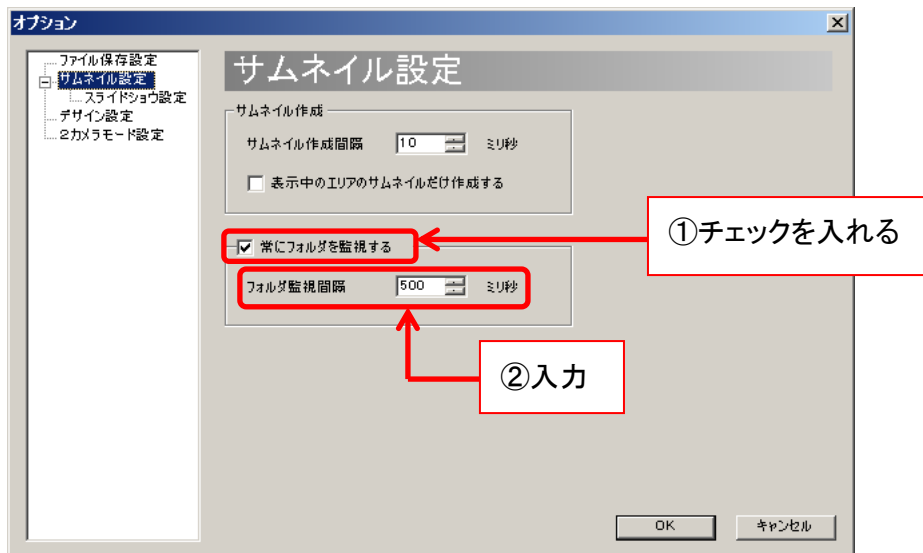 オプション
ファイル保存設定
サムネイル設定
スライドショウ設定
デザイン設定
2カメラモード設定
サムネイル設定
サムネイル作成
サムネイル作成間隔 10 ミリ秒
表示中のエリアのサムネイルだけ作成する
①チェックを入れる
常にフォルダを監視する
フォルダ監視間隔 500 ミリ秒
②入力
OK キャンセル